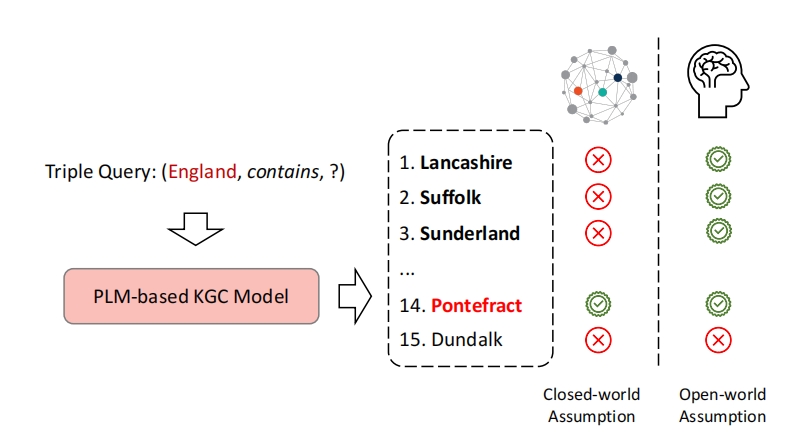 Triple Query: (England, contains, ?)
PLM-based KGC Model
1. Lancashire
2. Suffolk
3. Sunderland
...
14. Pontefract
15. Dundalk
Closed-world
Assumption
Open-world
Assumption